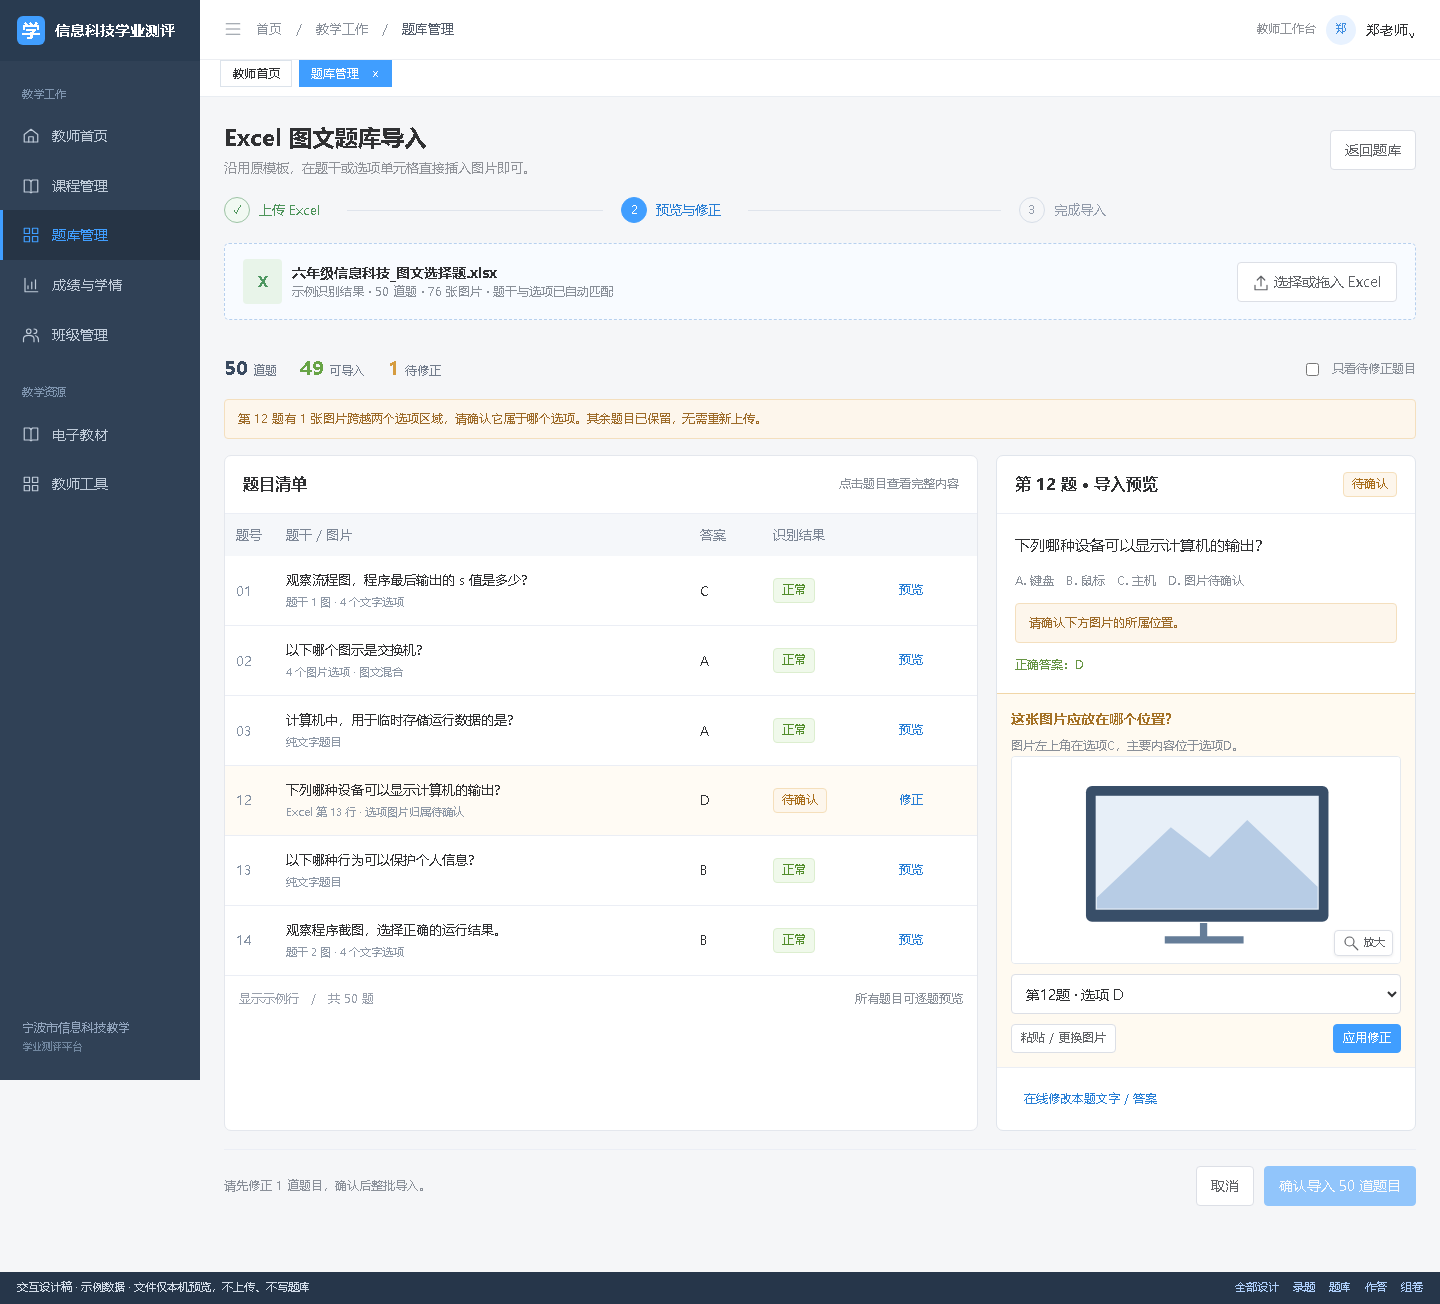 学 信息科技学业测评
首页 / 教学工作 / 题库管理
教师工作台 郑 郑老师
教师首页 题库管理 x
教学工作
教师首页
课程管理
题库管理
成绩与学情
班级管理
教学资源
电子教材
教师工具
宁波市信息科技教学
学业测评平台
Excel 图文题库导入
沿用原模板，在题干或选项单元格直接插入图片即可。
返回题库
✓ 上传 Excel
2 预览与修正
3 完成导入
X
六年级信息科技_图文选择题.xlsx
示例识别结果 · 50 道题 · 76 张图片 · 题干与选项已自动匹配
选择或拖入 Excel
50 道题 49 可导入 1 待修正
只看待修正题目
第 12 题有 1 张图片跨越两个选项区域，请确认它属于哪个选项。其余题目已保留，无需重新上传。
题目清单
点击题目查看完整内容
题号 题干 / 图片 答案 识别结果
01 观察流程图，程序最后输出的 s 值是多少? C 正常 预览
题干 1 图 · 4 个文字选项
02 以下哪个图示是交换机? A 正常 预览
4 个图片选项 · 图文混合
03 计算机中，用于临时存储运行数据的是? A 正常 预览
纯文字题目
12 下列哪种设备可以显示计算机的输出? D 待确认 修正
Excel 第 13 行 · 选项图片归属待确认
13 以下哪种行为可以保护个人信息? B 正常 预览
纯文字题目
14 观察程序截图，选择正确的运行结果。 B 正常 预览
题干 2 图 · 4 个文字选项
显示示例行 / 共 50 题
所有题目可逐题预览
第 12 题 • 导入预览
待确认
下列哪种设备可以显示计算机的输出?
A. 键盘 B. 鼠标 C. 主机 D. 图片待确认
请确认下方图片的所属位置。
正确答案：D
这张图片应放在哪个位置?
图片左上角在选项C，主要内容位于选项D。
放大
第12题 · 选项 D
粘贴 / 更换图片
应用修正
在线修改本题文字 / 答案
请先修正 1 道题目，确认后整批导入。
取消
确认导入 50 道题目
交互设计稿 · 示例数据 · 文件仅本机预览，不上传、不写题库
全部设计 录题 题库 作答 组卷